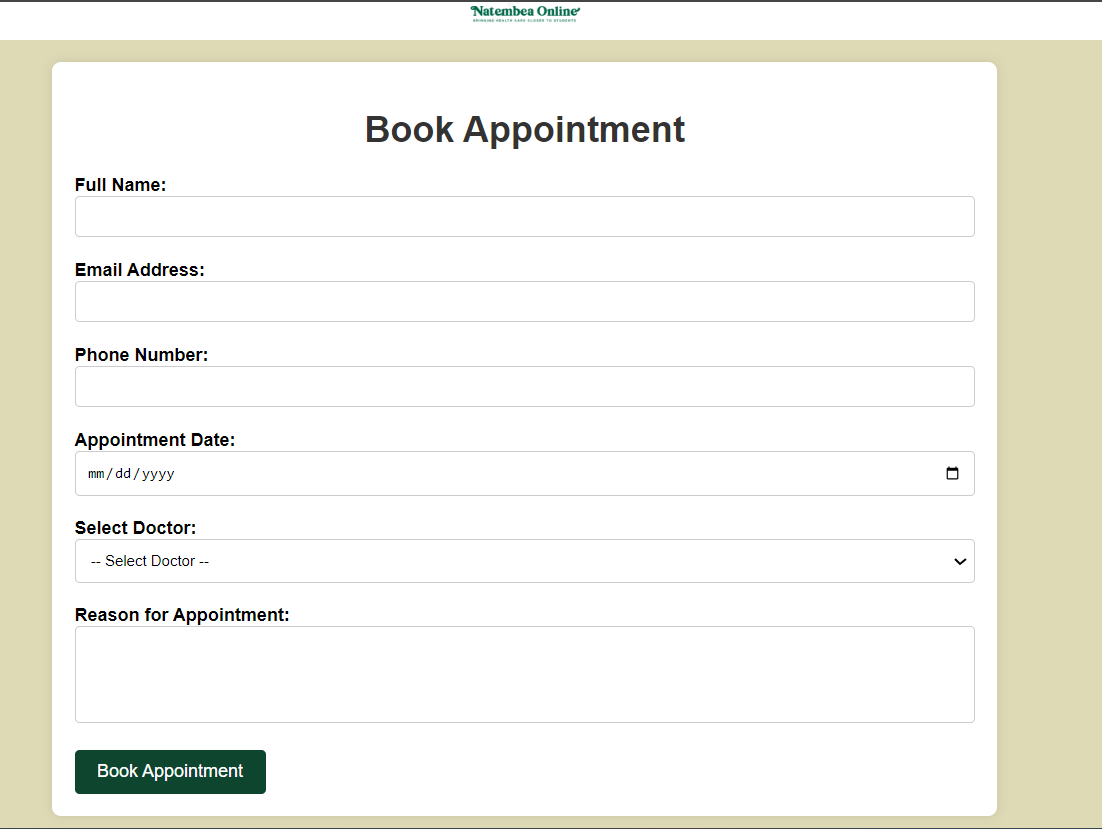 Natembea Online
BRINGING HEALTH CARE CLOSER TO STUDENTS
Book Appointment
Full Name:
Email Address:
Phone Number:
Appointment Date:
mm/dd/yyyy
Select Doctor:
-- Select Doctor --
Reason for Appointment:
Book Appointment